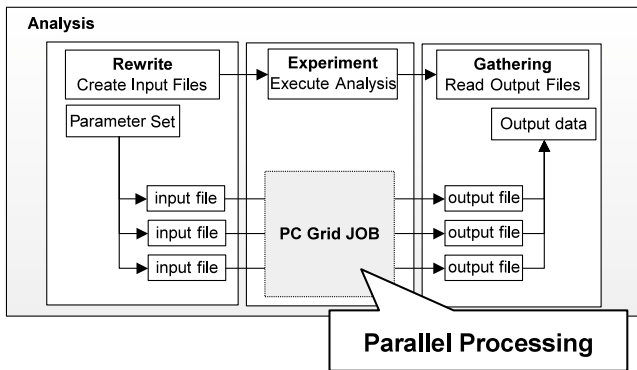 Analysis
Rewrite
Create Input Files
Experiment
Execute Analysis
Gathering
Read Output Files
Parameter Set
Output data
input file
input file
input file
PC Grid JOB
output file
output file
output file
Parallel Processing